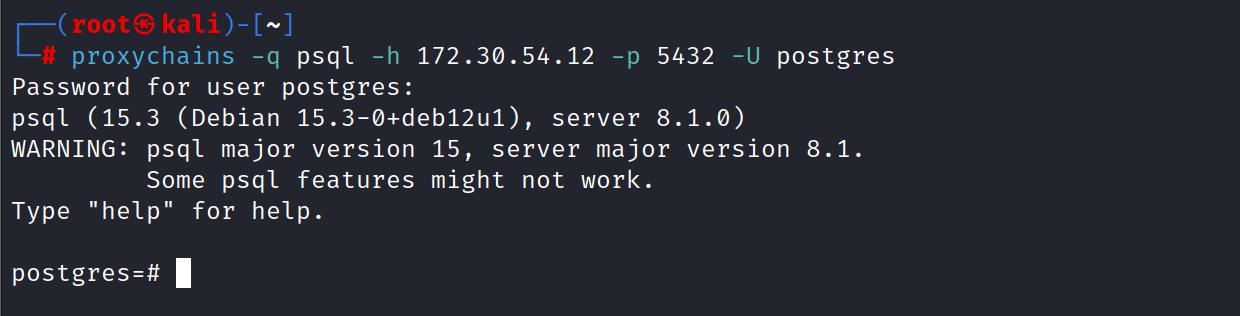 ┌──(root㉿kali)-[~]
└─# proxychains -q psql -h 172.30.54.12 -p 5432 -U postgres
Password for user postgres:
psql (15.3 (Debian 15.3-0+deb12u1), server 8.1.0)
WARNING: psql major version 15, server major version 8.1.
         Some psql features might not work.
Type "help" for help.

postgres=#